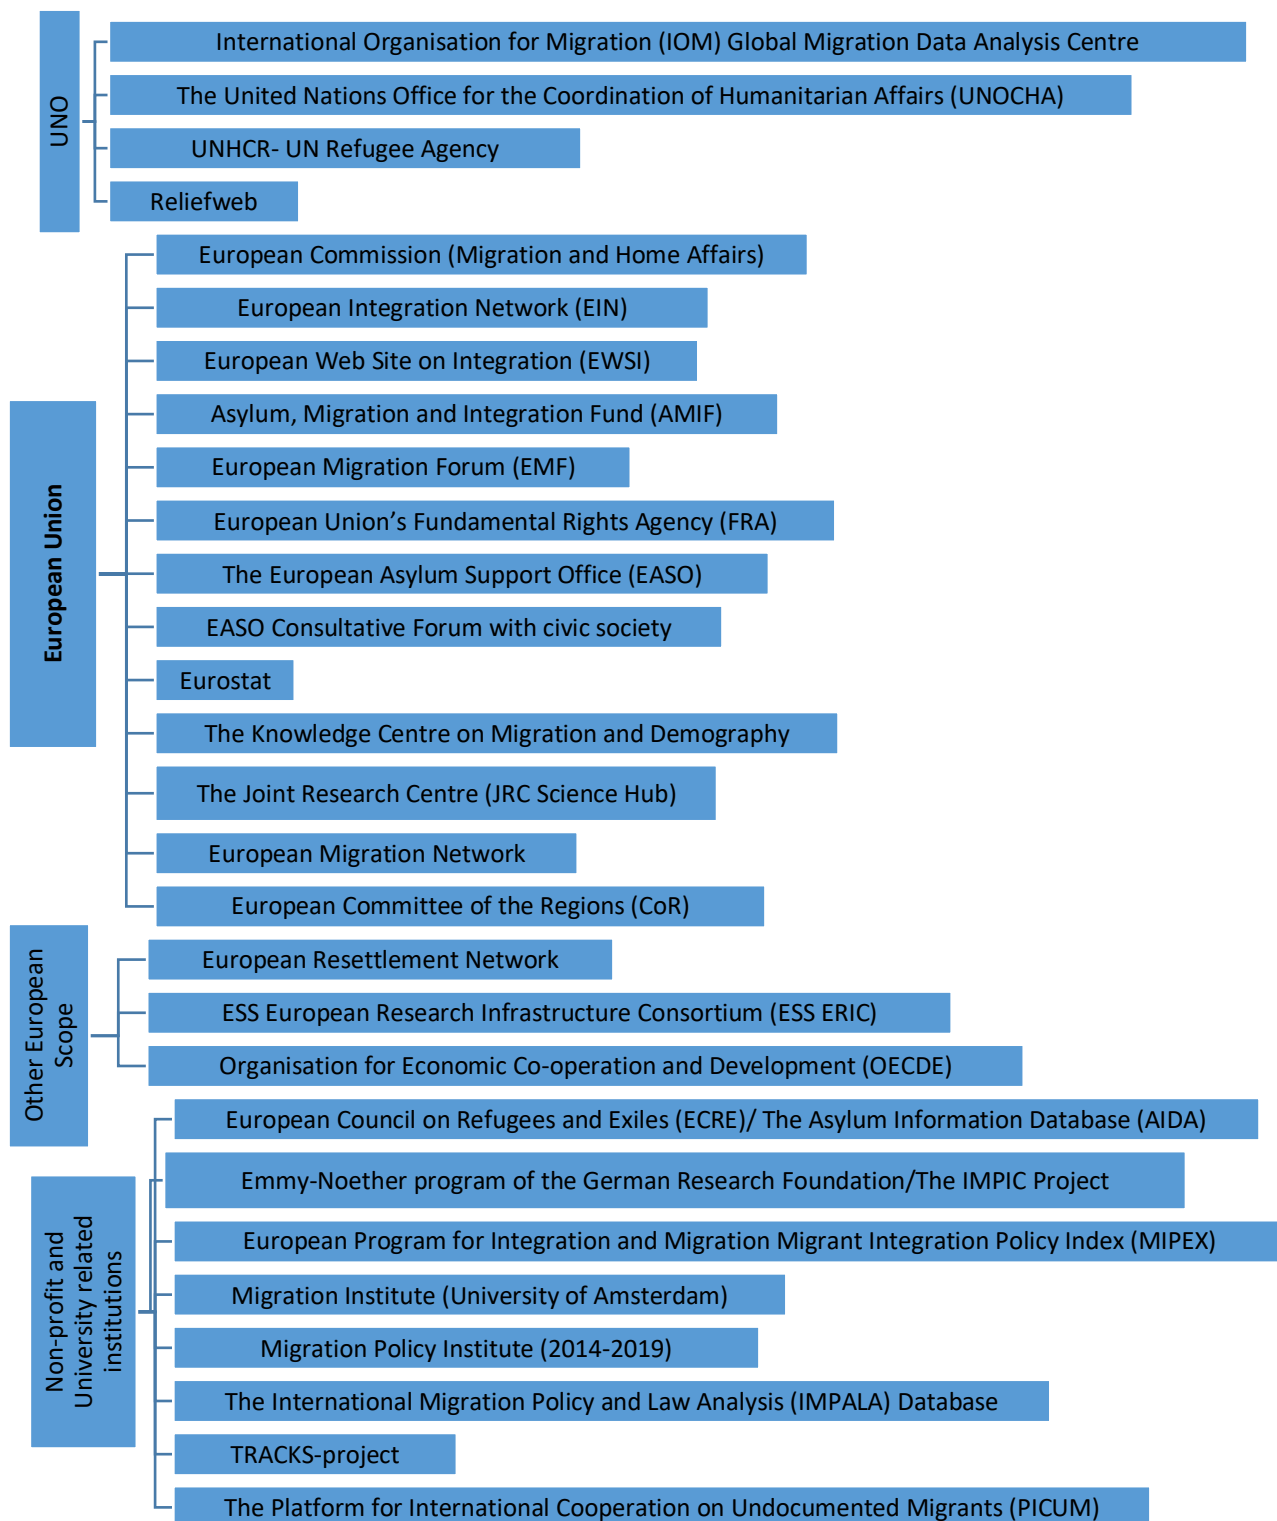 UNO
International Organisation for Migration (IOM) Global Migration Data Analysis Centre
The United Nations Office for the Coordination of Humanitarian Affairs (UNOCHA)
UNHCR- UN Refugee Agency
Reliefweb
European Union
European Commission (Migration and Home Affairs)
European Integration Network (EIN)
European Web Site on Integration (EWSI)
Asylum, Migration and Integration Fund (AMIF)
European Migration Forum (EMF)
European Union’s Fundamental Rights Agency (FRA)
The European Asylum Support Office (EASO)
EASO Consultative Forum with civic society
Eurostat
The Knowledge Centre on Migration and Demography
The Joint Research Centre (JRC Science Hub)
European Migration Network
European Committee of the Regions (CoR)
Other European
Scope
European Resettlement Network
ESS European Research Infrastructure Consortium (ESS ERIC)
Organisation for Economic Co-operation and Development (OECDE)
Non-profit and
University related
institutions
European Council on Refugees and Exiles (ECRE)/ The Asylum Information Database (AIDA)
Emmy-Noether program of the German Research Foundation/The IMPIC Project
European Program for Integration and Migration Migrant Integration Policy Index (MIPEX)
Migration Institute (University of Amsterdam)
Migration Policy Institute (2014-2019)
The International Migration Policy and Law Analysis (IMPALA) Database
TRACKS-project
The Platform for International Cooperation on Undocumented Migrants (PICUM)